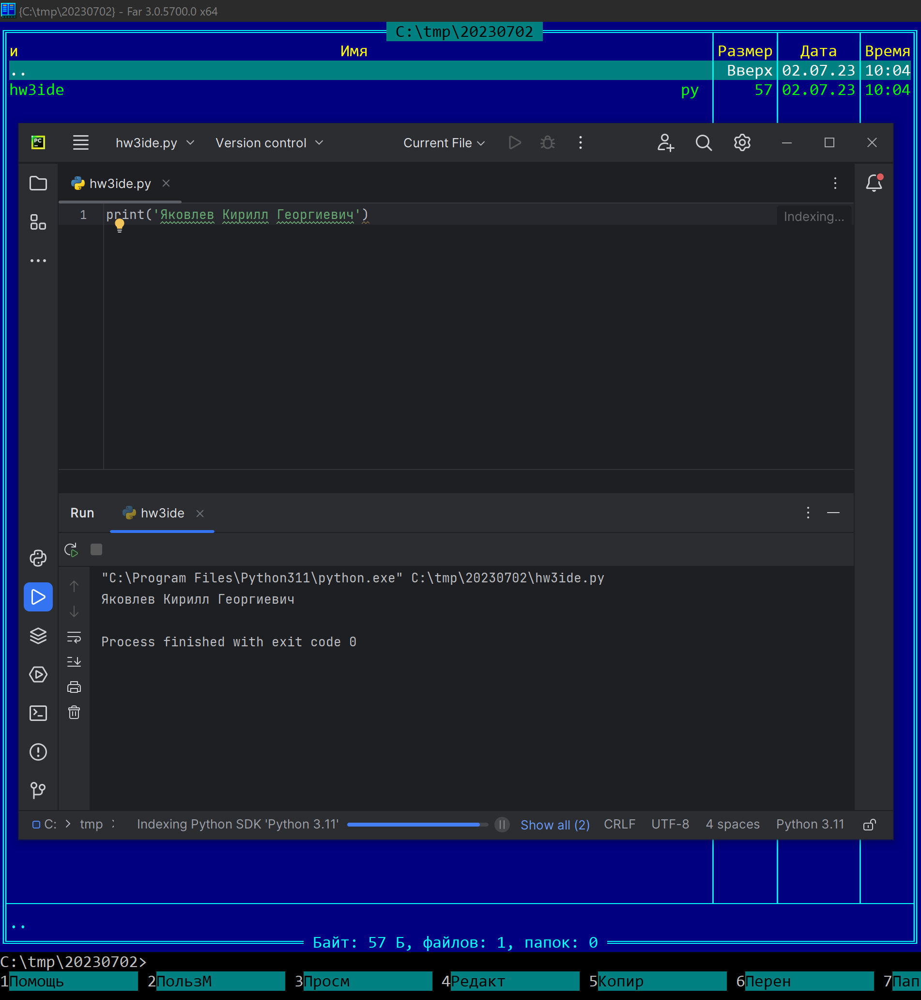 {C:\tmp\20230702} - Far 3.0.5700.0 x64
C:\tmp\20230702
и Имя Размер Дата Время
.. Вверх 02.07.23 10:04
hw3ide py 57 02.07.23 10:04
PC hw3ide.py Version control Current File
hw3ide.py
1 print('Яковлев Кирилл Георгиевич')
Indexing...
Run hw3ide
"C:\Program Files\Python311\python.exe" C:\tmp\20230702\hw3ide.py
Яковлев Кирилл Георгиевич
Process finished with exit code 0
C: > tmp > Indexing Python SDK 'Python 3.11' Show all (2) CRLF UTF-8 4 spaces Python 3.11
..
Байт: 57 Б, файлов: 1, папок: 0
C:\tmp\20230702>
1Помощь 2ПользМ 3Просм 4Редакт 5Копир 6Перен 7Пап